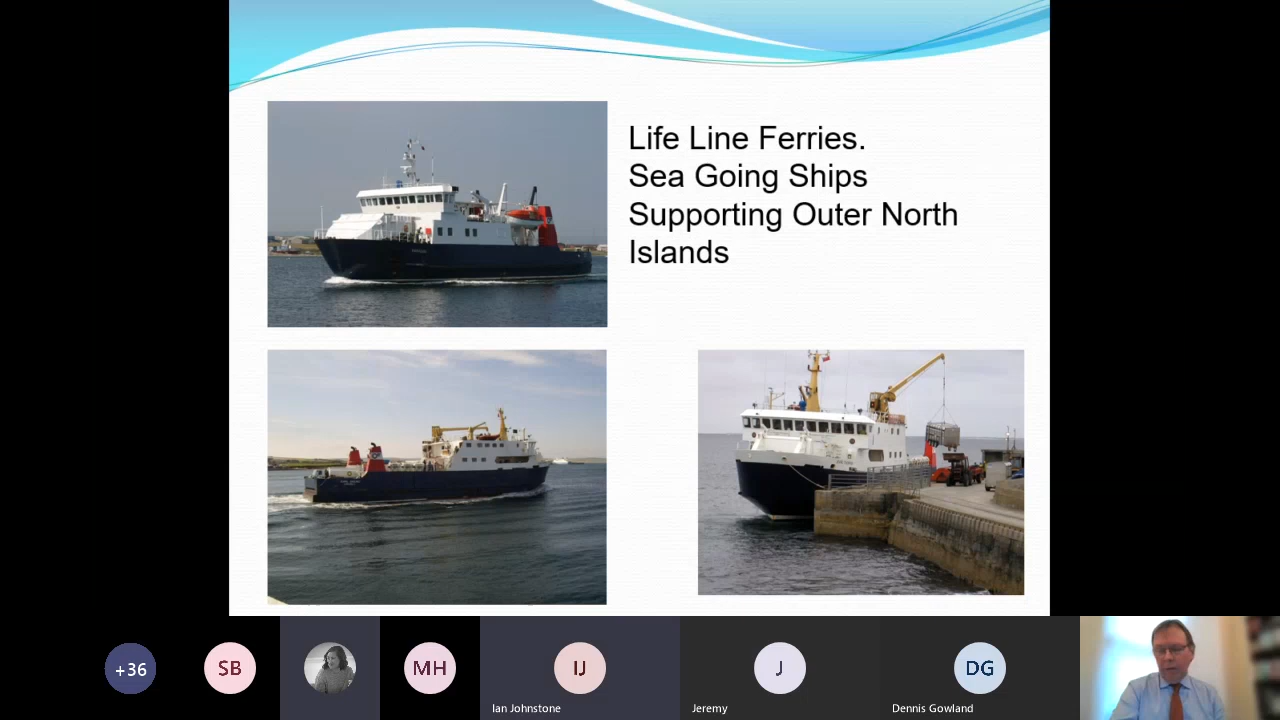 Life Line Ferries.
Sea Going Ships
Supporting Outer North
Islands
+36
SB
MH
IJ
J
DG
Ian Johnstone
Jeremy
Dennis Gowland